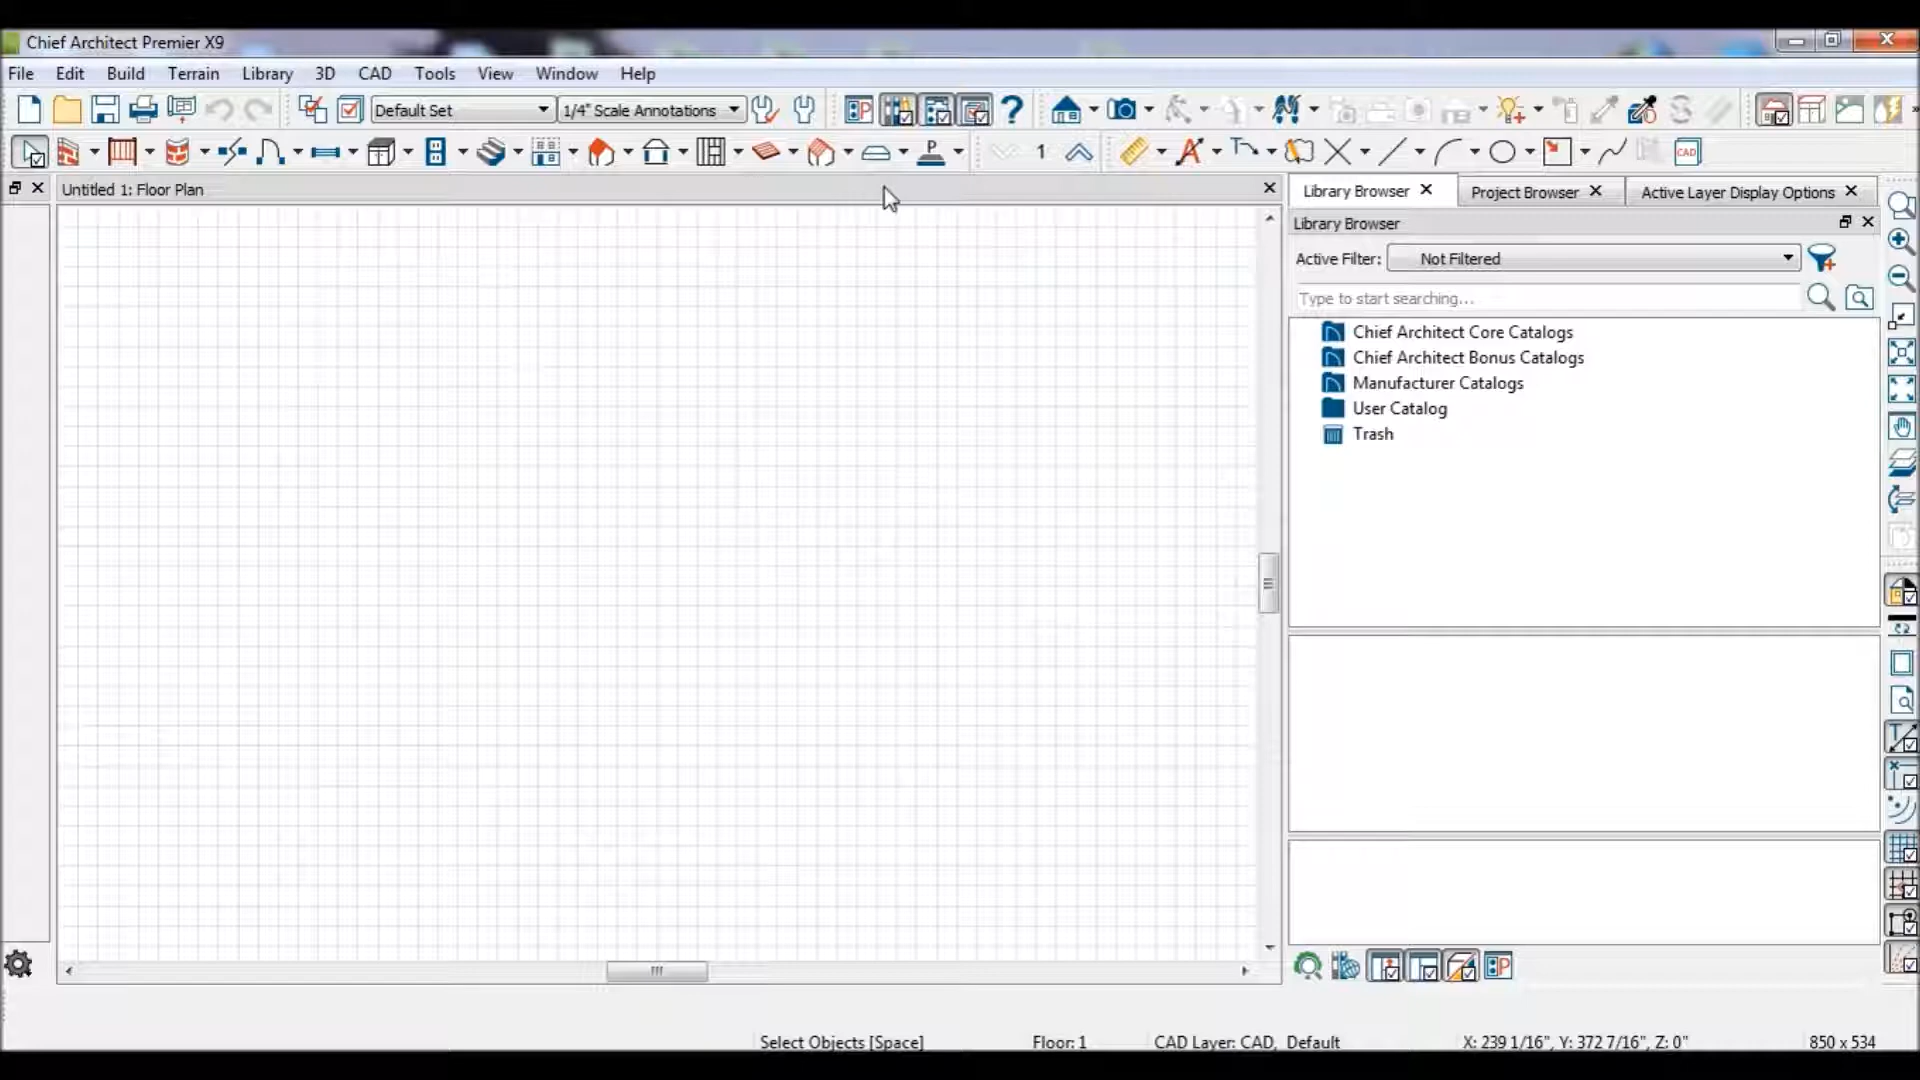 Chief Architect Premier X9
File Edit Build Terrain Library 3D CAD Tools View Window Help
Default Set 1/4" Scale Annotations
P ?
P 1 A CAD
Untitled 1: Floor Plan
Library Browser Project Browser Active Layer Display Options
Library Browser
Active Filter: Not Filtered
Type to start searching...
Chief Architect Core Catalogs
Chief Architect Bonus Catalogs
Manufacturer Catalogs
User Catalog
Trash
P
Select Objects [Space] Floor: 1 CAD Layer: CAD, Default X: 239 1/16", Y: 372 7/16", Z: 0" 850 x 534